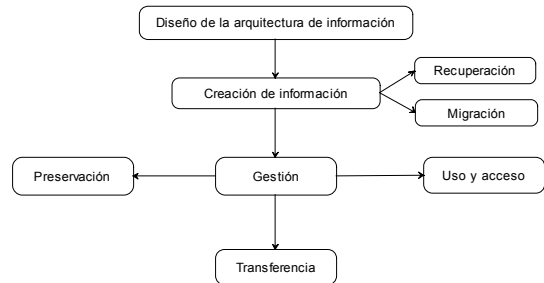 Diseño de la arquitectura de información
Recuperación
Creación de información
Migración
Preservación
Gestión
Uso y acceso
Transferencia